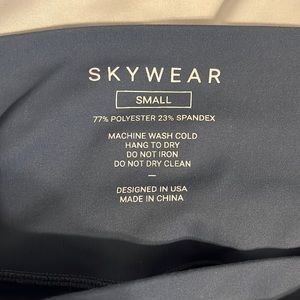 SKYWEAR
SMALL
77% POLYESTER 23% SPANDEX
MACHINE WASH COLD
HANG TO DRY
DO NOT IRON
DO NOT DRY CLEAN
—
DESIGNED IN USA
MADE IN CHINA